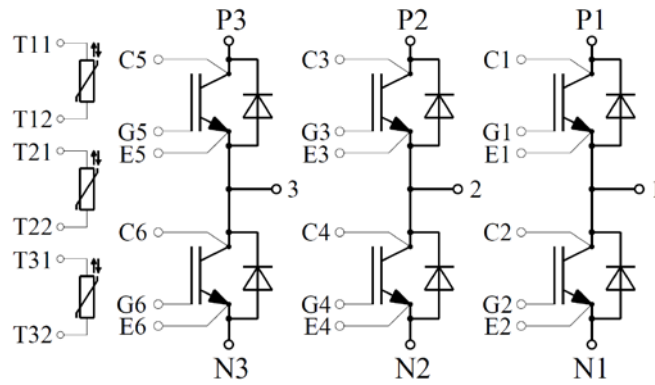 P3 P2 P1
T11 C5 C3 C1
T12 G5 G3 G1
E5 E3 E1
T21
3 2 1
T22
C6 C4 C2
T31
G6 G4 G2
T32 E6 E4 E2
N3 N2 N1